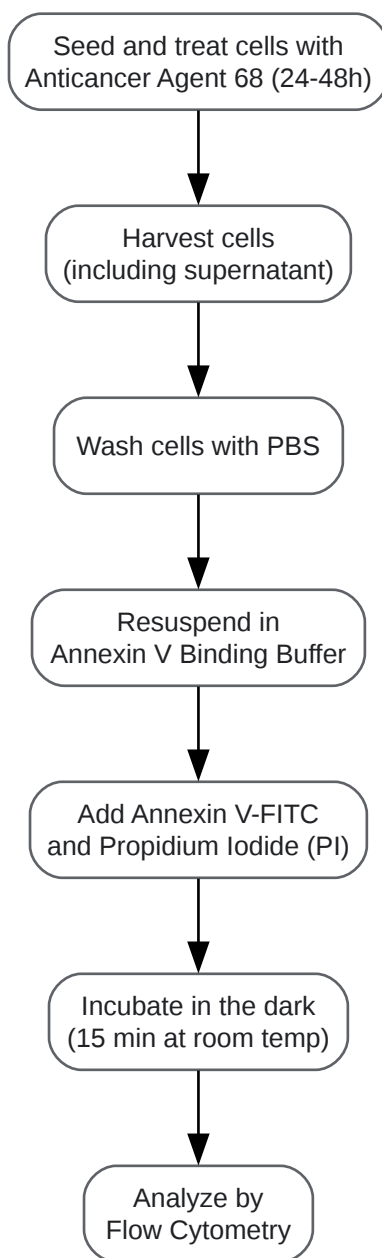 Seed and treat cells with
Anticancer Agent 68 (24-48h)
Harvest cells
(including supernatant)
Wash cells with PBS
Resuspend in
Annexin V Binding Buffer
Add Annexin V-FITC
and Propidium Iodide (PI)
Incubate in the dark
(15 min at room temp)
Analyze by
Flow Cytometry